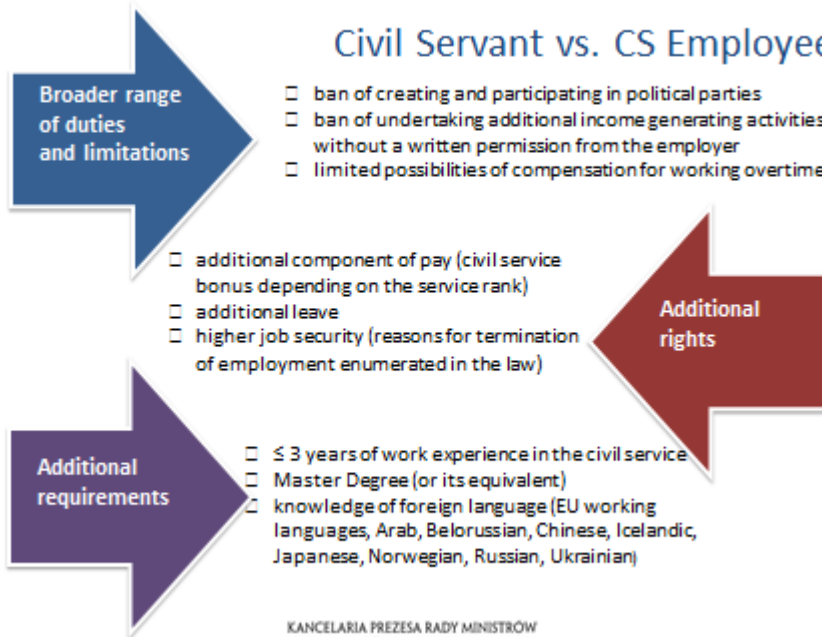 Civil Servant vs. CS Employee
Broader range
of duties
and limitations
□ ban of creating and participating in political parties
□ ban of undertaking additional income generating activities
without a written permission from the employer
□ limited possibilities of compensation for working overtime
□ additional component of pay (civil service
bonus depending on the service rank)
□ additional leave
□ higher job security (reasons for termination
of employment enumerated in the law)
Additional
rights
Additional
requirements
□ ≤ 3 years of work experience in the civil service
□ Master Degree (or its equivalent)
□ knowledge of foreign language (EU working
languages, Arab, Belorussian, Chinese, Icelandic,
Japanese, Norwegian, Russian, Ukrainian)
KANCELARIA PREZESA RADY MINISTRÓW